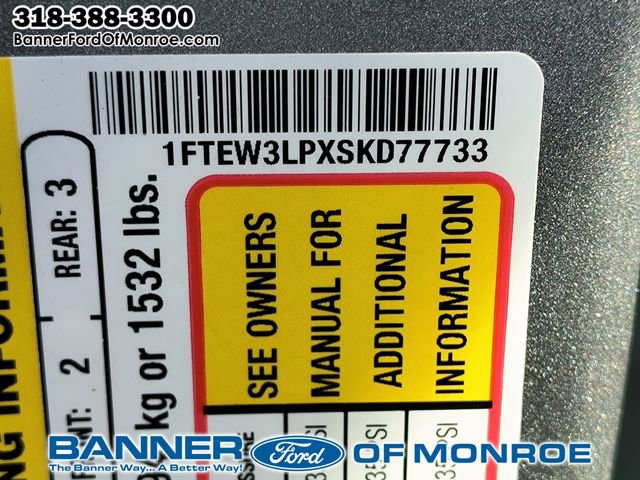 318-388-3300
BannerFordOfMonroe.com
1FTEW3LPXSKD77733
REAR: 3
2
kg or 1532 lbs.
SEE OWNERS
MANUAL FOR
ADDITIONAL
INFORMATION
BANNER Ford OF MONROE
The Banner Way... A Better Way!